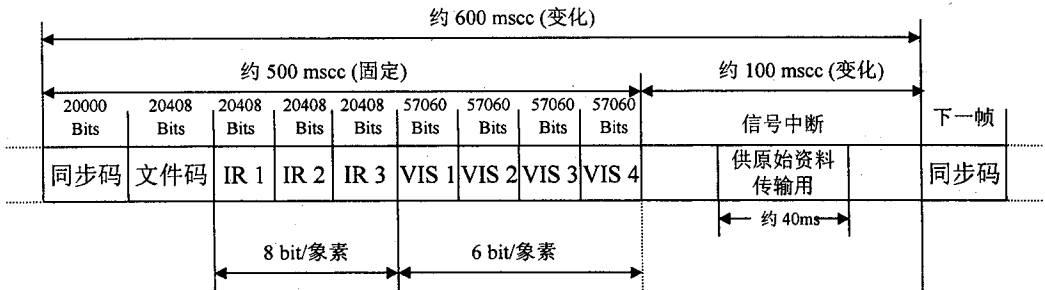 约 600 mscc (变化)
约 500 mscc (固定)
约 100 mscc (变化)
20000 Bits
20408 Bits
20408 Bits
20408 Bits
20408 Bits
57060 Bits
57060 Bits
57060 Bits
57060 Bits
信号中断
下一帧
同步码
文件码
IR 1
IR 2
IR 3
VIS 1
VIS 2
VIS 3
VIS 4
供原始资料
传输用
同步码
约 40ms
8 bit/象素
6 bit/象素